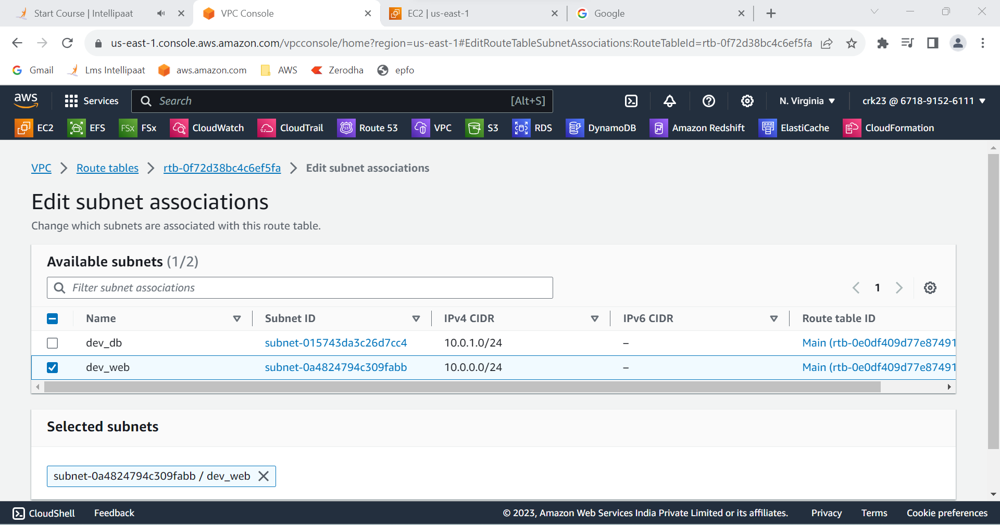 Start Course | Intellipaat
VPC Console
EC2 | us-east-1
Google
us-east-1.console.aws.amazon.com/vpcconsole/home?region=us-east-1#EditRouteTableSubnetAssociations:RouteTableId=rtb-0f72d38bc4c6ef5fa
Gmail
Lms Intellipaat
aws.amazon.com
AWS
Zerodha
epfo
aws
Services
Search
[Alt+S]
N. Virginia
crk23 @ 6718-9152-6111
EC2
EFS
FSx
FSx
CloudWatch
CloudTrail
53
Route 53
VPC
S3
RDS
DynamoDB
Amazon Redshift
ElastiCache
CloudFormation
VPC
Route tables
rtb-0f72d38bc4c6ef5fa
Edit subnet associations
Edit subnet associations
Change which subnets are associated with this route table.
Available subnets (1/2)
Filter subnet associations
1
Name
Subnet ID
IPv4 CIDR
IPv6 CIDR
Route table ID
dev_db
subnet-015743da3c26d7cc4
10.0.1.0/24
–
Main (rtb-0e0df409d77e87491
dev_web
subnet-0a4824794c309fabb
10.0.0.0/24
–
Main (rtb-0e0df409d77e87491
Selected subnets
subnet-0a4824794c309fabb / dev_web
CloudShell
Feedback
© 2023, Amazon Web Services India Private Limited or its affiliates.
Privacy
Terms
Cookie preferences